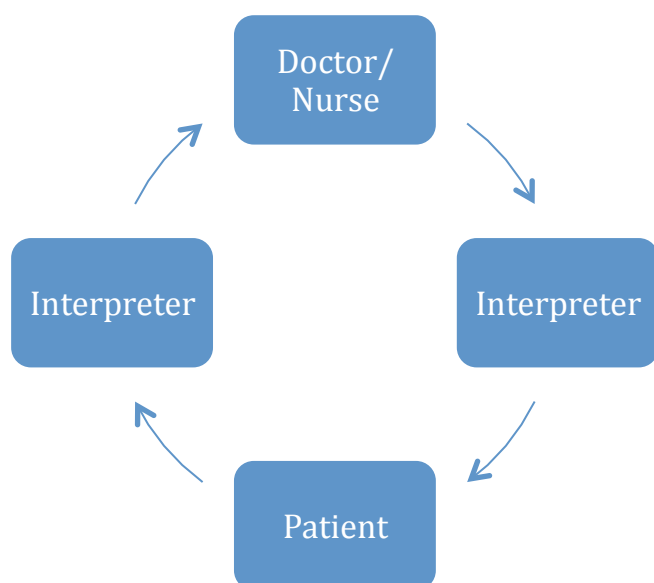 Doctor/
Nurse
Interpreter
Interpreter
Patient